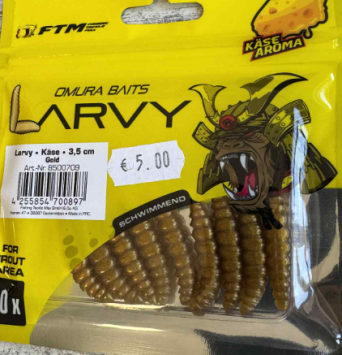 FTM
KÄSE
AROMA
OMURA BAITS
LARVY
Larvy • Käse • 3,5 cm
Gold
Art-Nr. 8500709
4 255854 700897
€ 5.00
SCHWIMMEND
FOR
TROUT
AREA
0x